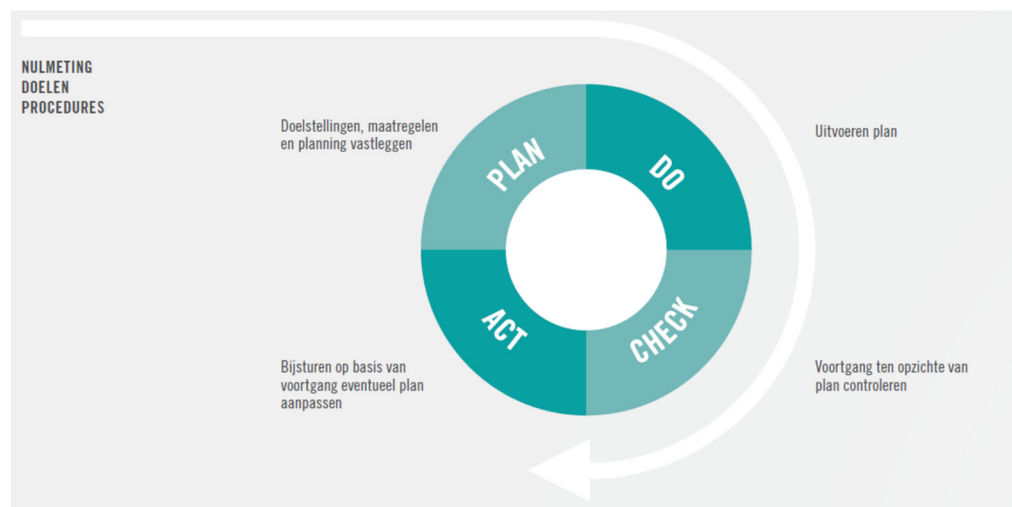 NULMETING
DOELEN
PROCEDURES
Doelstellingen, maatregelen
en planning vastleggen
PLAN
DO
Uitvoeren plan
ACT
CHECK
Bijsturen op basis van
voortgang eventueel plan
aanpassen
Voortgang ten opzichte van
plan controleren